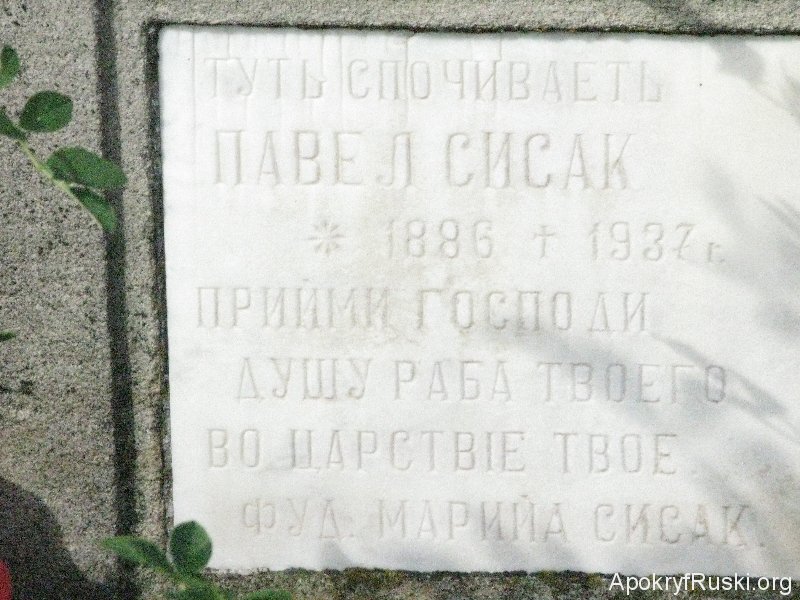 ТУТЬ СПОЧИВАЕТЬ
ПАВЕЛ СИСАК
* 1886 † 1937 г.
ПРИЙМИ ГОСПОДИ
ДУШУ РАБА ТВОЕГО
ВО ЦАРСТВІЕ ТВОЕ.
ФУД. МАРИЙА СИСАК.
ApokryfRuski.org